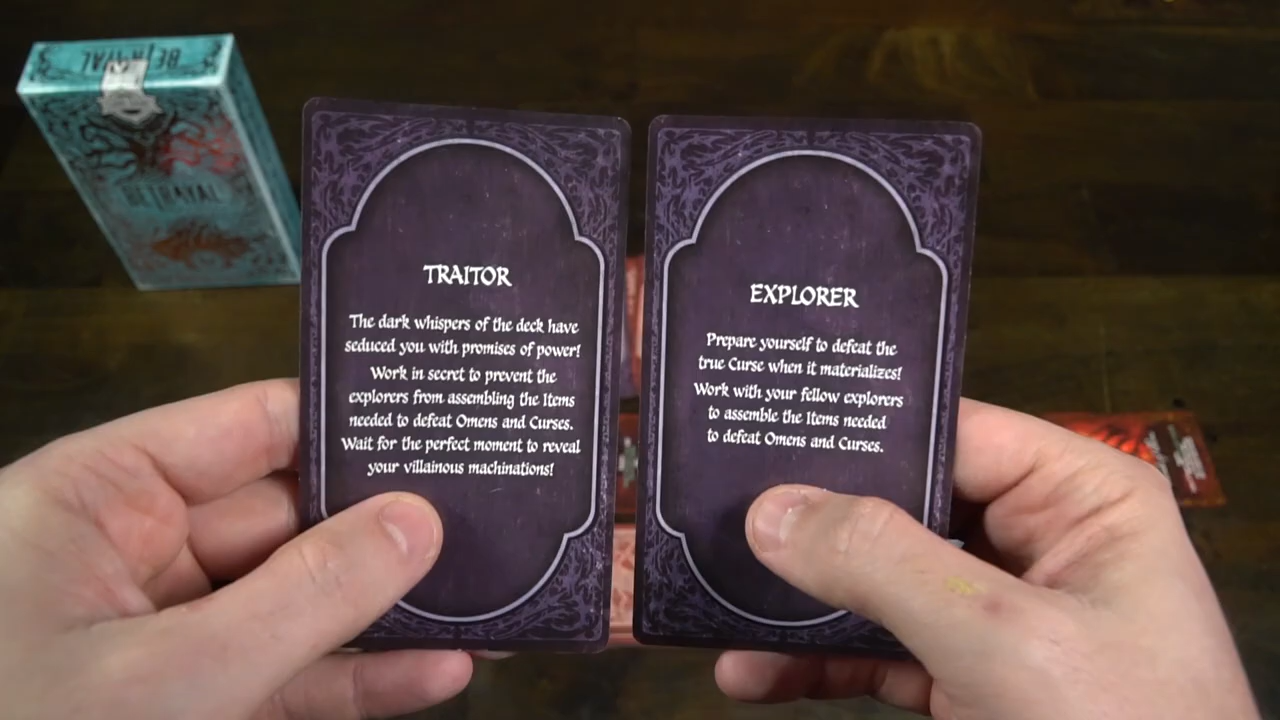 BETRAYAL
BETRAYAL
TRAITOR
The dark whispers of the deck have
seduced you with promises of power!
Work in secret to prevent the
explorers from assembling the Items
needed to defeat Omens and Curses.
Wait for the perfect moment to reveal
your villainous machinations!
EXPLORER
Prepare yourself to defeat the
true Curse when it materializes!
Work with your fellow explorers
to assemble the Items needed
to defeat Omens and Curses.